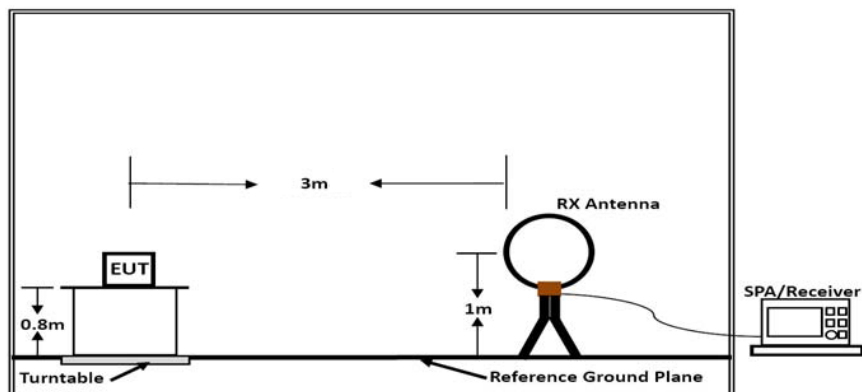 3m
RX Antenna
EUT
SPA/Receiver
0.8m
1m
Turntable
Reference Ground Plane